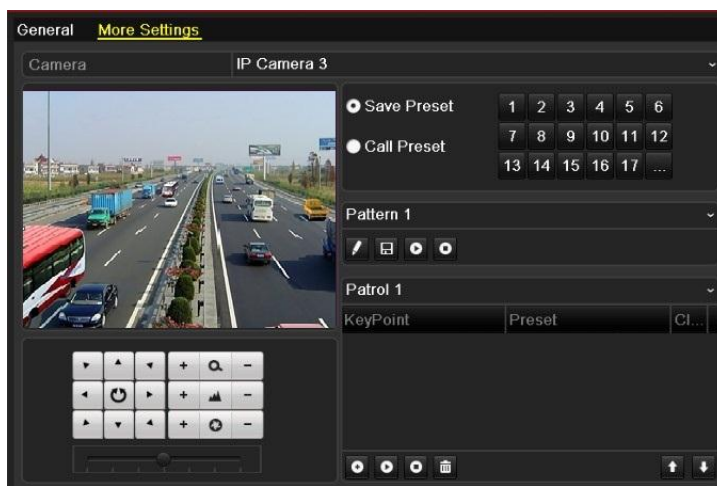 General More Settings
Camera IP Camera 3
Save Preset 1 2 3 4 5 6
Call Preset 7 8 9 10 11 12
13 14 15 16 17 ...
Pattern 1
Patrol 1
KeyPoint Preset Cl...